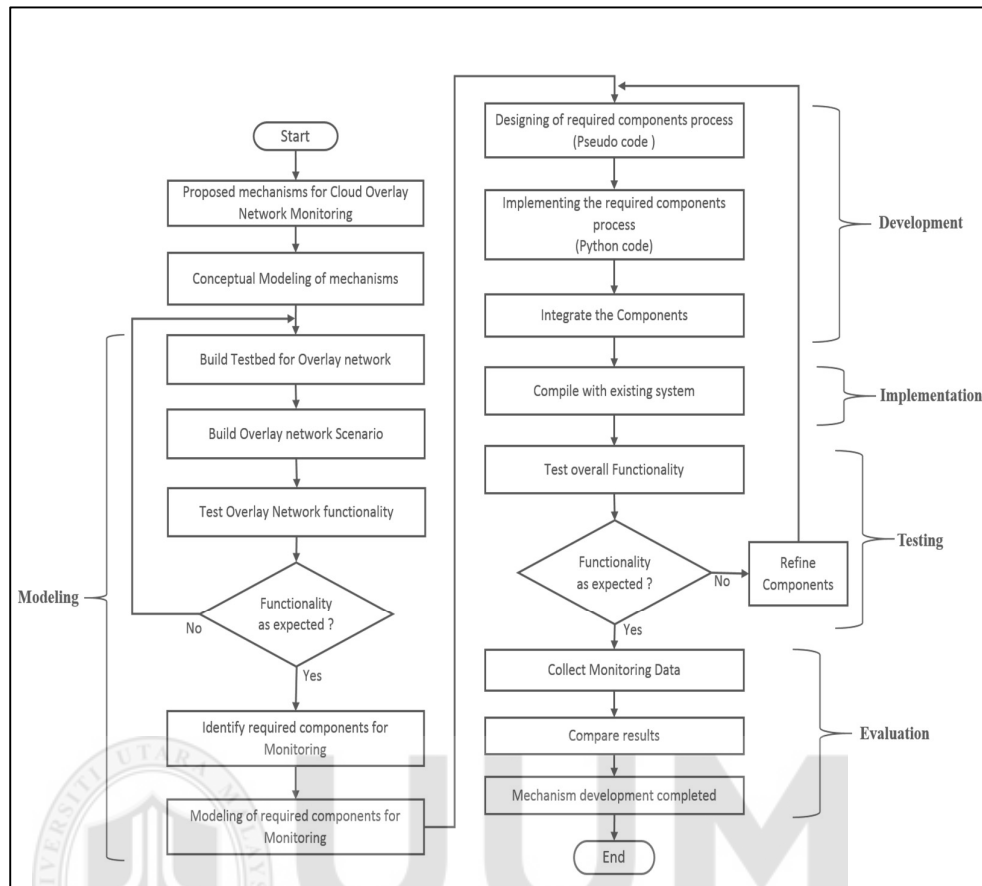 Start
Proposed mechanisms for Cloud Overlay
Network Monitoring
Conceptual Modeling of mechanisms
Build Testbed for Overlay network
Build Overlay network Scenario
Test Overlay Network functionality
Functionality
as expected ?
No
Yes
Identify required components for
Monitoring
Modeling of required components for
Monitoring
Modeling
Designing of required components process
(Pseudo code )
Implementing the required components
process
(Python code)
Integrate the Components
Development
Compile with existing system
Implementation
Test overall Functionality
Functionality
as expected ?
No
Refine
Components
Yes
Testing
Collect Monitoring Data
Compare results
Mechanism development completed
Evaluation
End
UUM
UNIVERSITI UTARA MALAYS